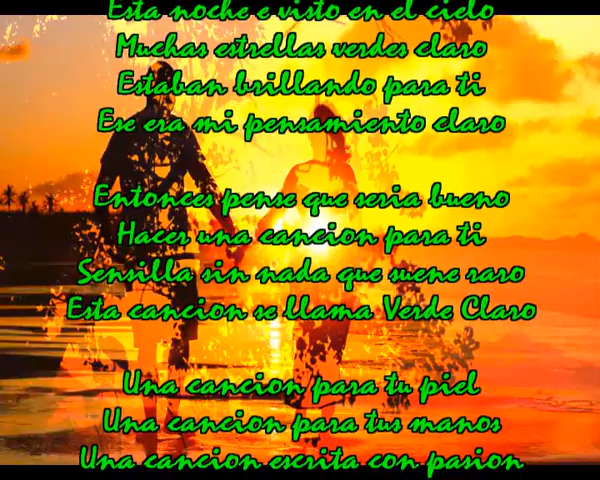 Esta noche e visto en el cielo
Muchas estrellas verdes claro
Estaban brillando para ti
Ese era mi pensamiento claro
Entonces pense que seria bueno
Hacer una cancion para ti
Sensilla sin nada que suene raro
Esta cancion se llama Verde Claro
Una cancion para tu piel
Una cancion para tus manos
Una cancion escrita con pasion